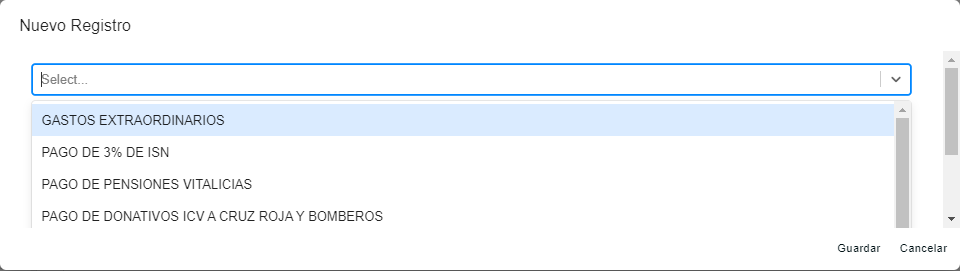 Nuevo Registro
Select...
GASTOS EXTRAORDINARIOS
PAGO DE 3% DE ISN
PAGO DE PENSIONES VITALICIAS
PAGO DE DONATIVOS ICV A CRUZ ROJA Y BOMBEROS
Guardar Cancelar